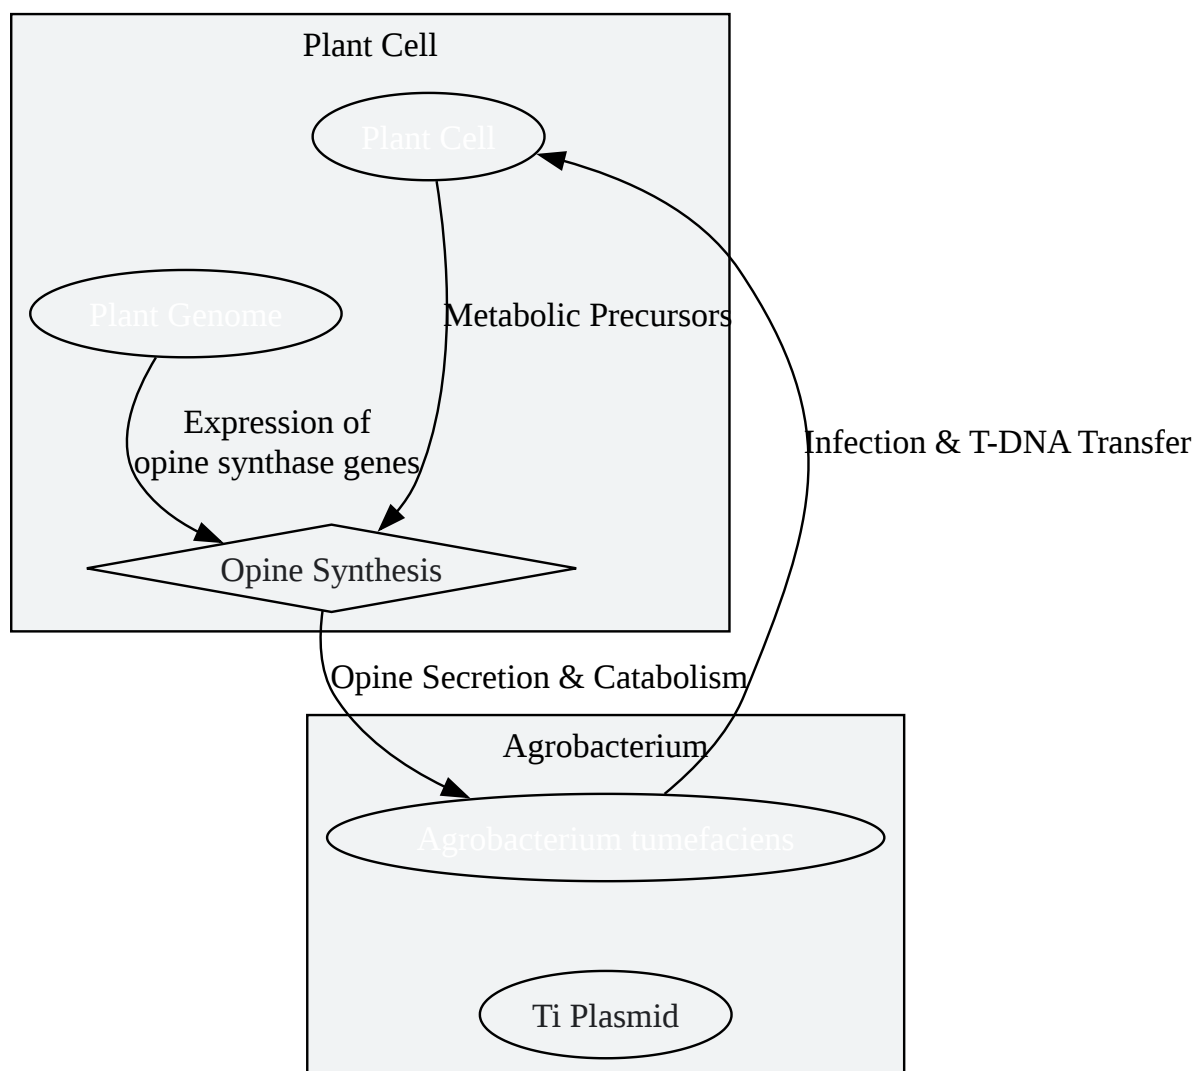 Plant Cell
Plant Cell
Plant Genome
Metabolic Precursors
Expression of
opine synthase genes
Infection & T-DNA Transfer
Opine Synthesis
Opine Secretion & Catabolism
Agrobacterium
Agrobacterium tumefaciens
Ti Plasmid